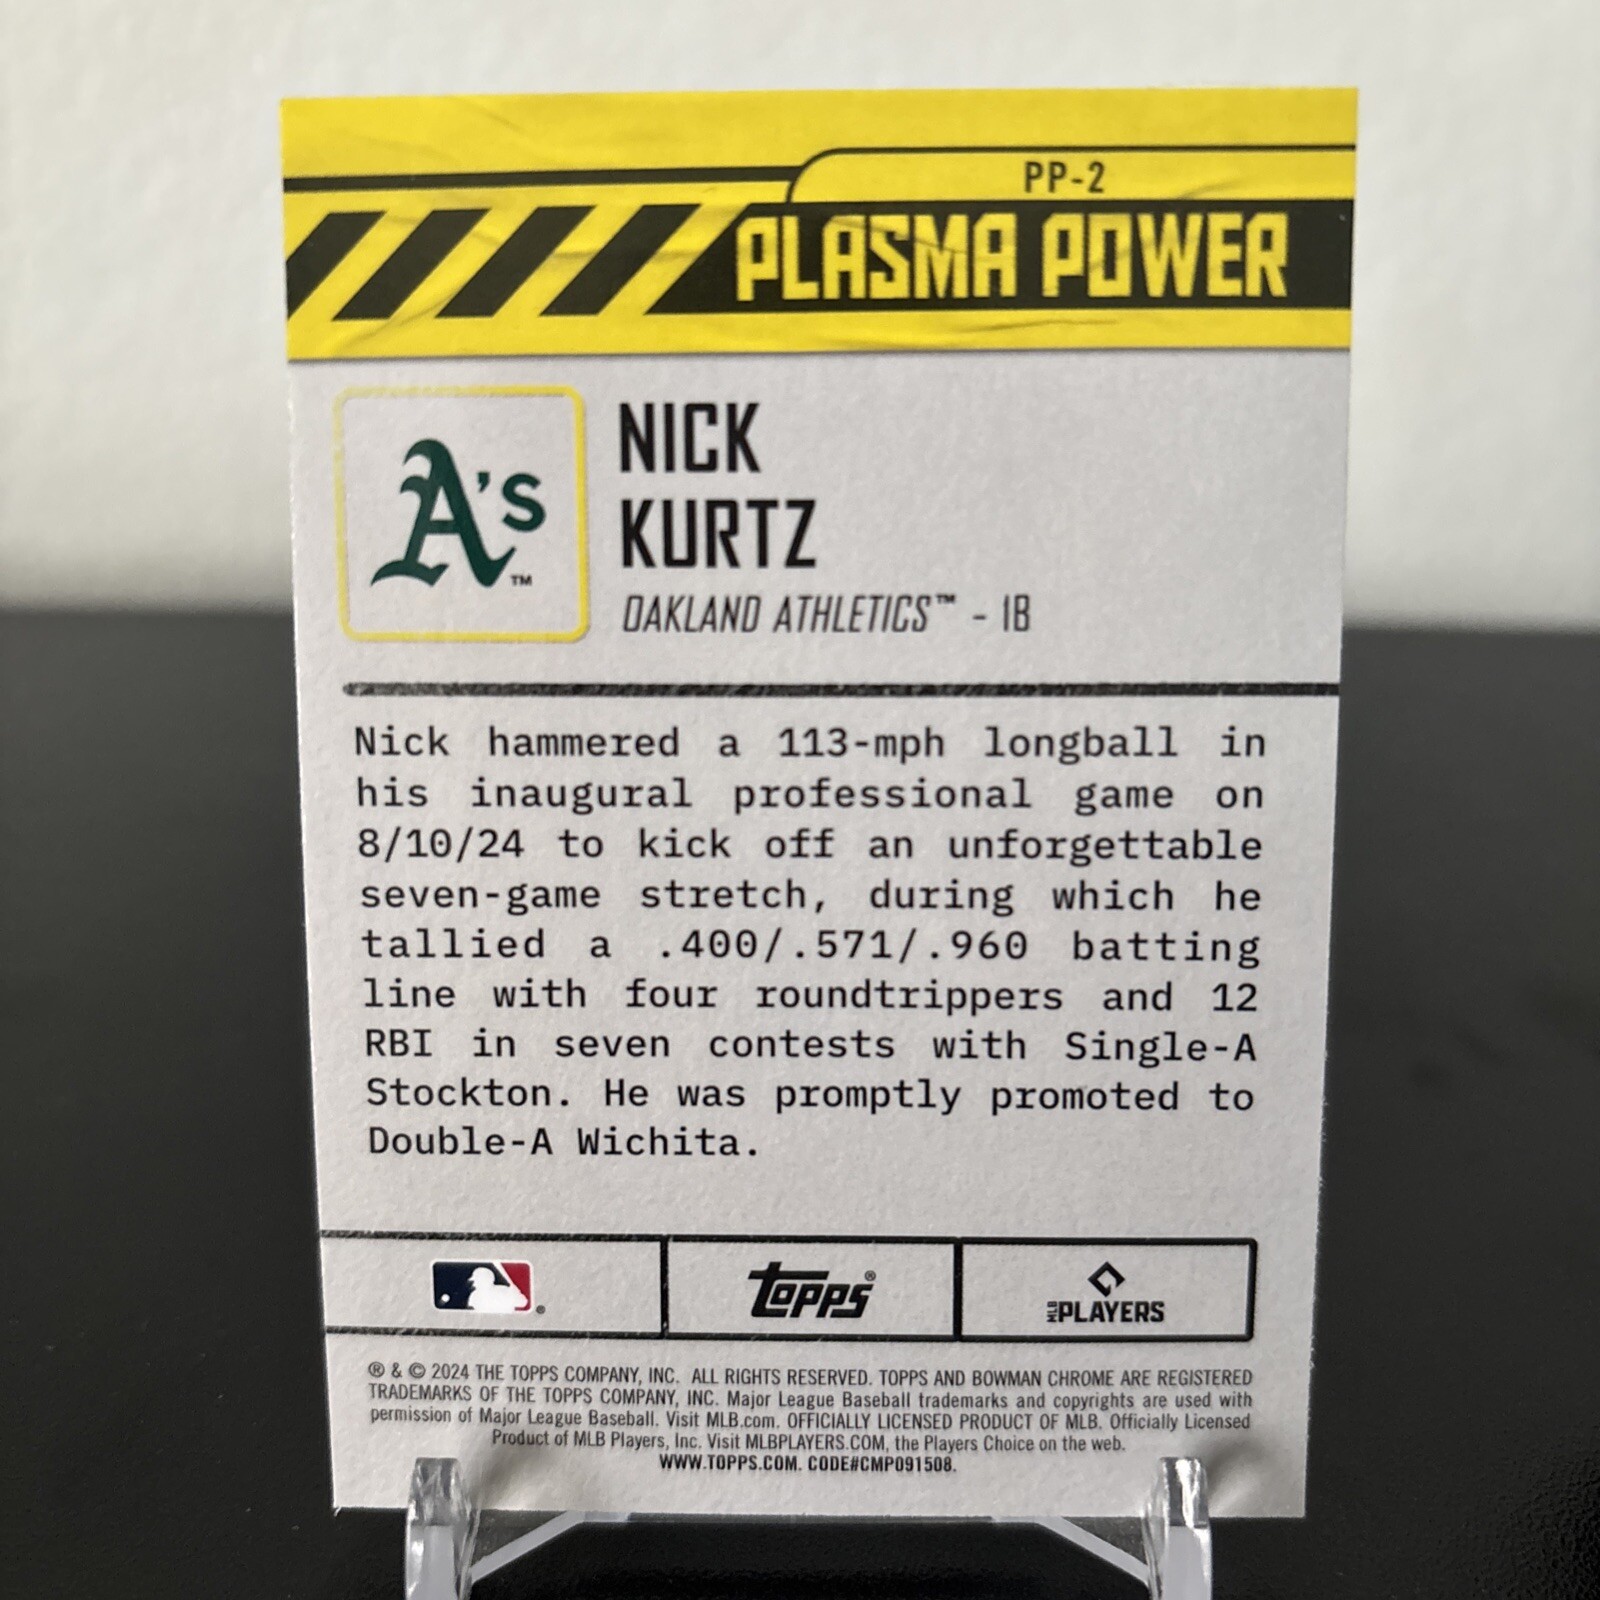 PP-2
PLASMA POWER
A's™
NICK
KURTZ
OAKLAND ATHLETICS™ - 1B
Nick hammered a 113-mph longball in
his inaugural professional game on
8/10/24 to kick off an unforgettable
seven-game stretch, during which he
tallied a .400/.571/.960 batting
line with four roundtrippers and 12
RBI in seven contests with Single-A
Stockton. He was promptly promoted to
Double-A Wichita.
®
Topps®
MLB PLAYERS
® & © 2024 THE TOPPS COMPANY, INC. ALL RIGHTS RESERVED. TOPPS AND BOWMAN CHROME ARE REGISTERED
TRADEMARKS OF THE TOPPS COMPANY, INC. Major League Baseball trademarks and copyrights are used with
permission of Major League Baseball. Visit MLB.com. OFFICIALLY LICENSED PRODUCT OF MLB. Officially Licensed
Product of MLB Players, Inc. Visit MLBPLAYERS.COM, the Players Choice on the web.
WWW.TOPPS.COM. CODE#CMP091508.